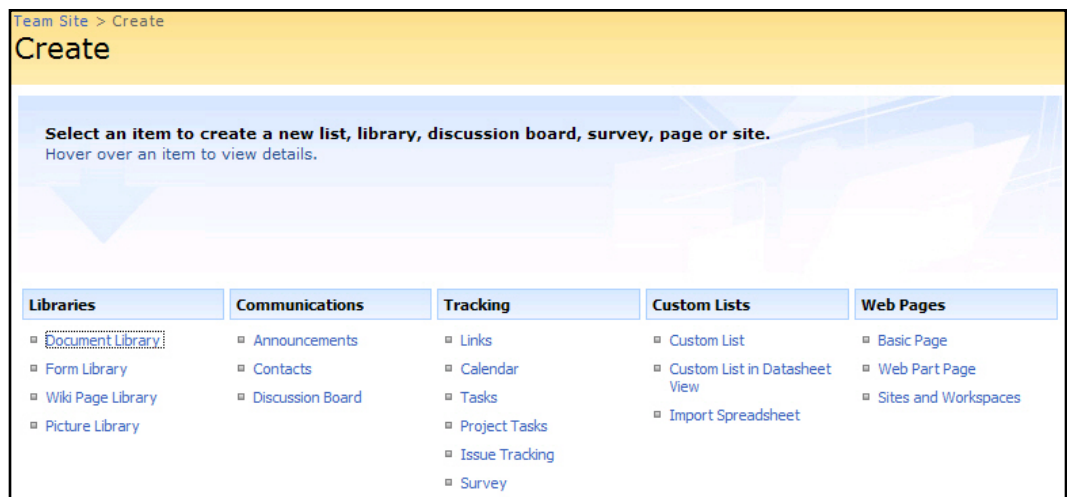 Team Site > Create
Create
Select an item to create a new list, library, discussion board, survey, page or site.
Hover over an item to view details.
Libraries
Document Library
Form Library
Wiki Page Library
Picture Library
Communications
Announcements
Contacts
Discussion Board
Tracking
Links
Calendar
Tasks
Project Tasks
Issue Tracking
Survey
Custom Lists
Custom List
Custom List in Datasheet
View
Import Spreadsheet
Web Pages
Basic Page
Web Part Page
Sites and Workspaces